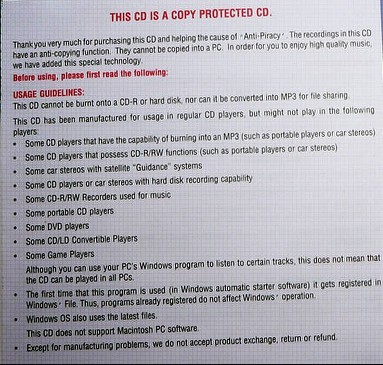 THIS CD IS A COPY PROTECTED CD.
Thank you very much for purchasing this CD and helping the cause of "Anti-Piracy". The recordings in this CD
have an anti-copying function. They cannot be copied into a PC. In order for you to enjoy high quality music,
we have added this special technology.
Before using, please first read the following:
USAGE GUIDELINES:
This CD cannot be burnt onto a CD-R or hard disk, nor can it be converted into MP3 for file sharing.
This CD has been manufactured for usage in regular CD players, but might not play in the following
players:
• Some CD players that have the capability of burning into an MP3 (such as portable players or car stereos)
• Some CD players that possess CD-R/RW functions (such as portable players or car stereos)
• Some car stereos with satellite "Guidance" systems
• Some CD players or car stereos with hard disk recording capability
• Some CD-R/RW Recorders used for music
• Some portable CD players
• Some DVD players
• Some CD/LD Convertible Players
• Some Game Players
Although you can use your PC's Windows program to listen to certain tracks, this does not mean that
the CD can be played in all PCs.
• The first time that this program is used (in Windows automatic starter software) it gets registered in
Windows' File. Thus, programs already registered do not affect Windows' operation.
• Windows OS also uses the latest files.
This CD does not support Macintosh PC software.
• Except for manufacturing problems, we do not accept product exchange, return or refund.